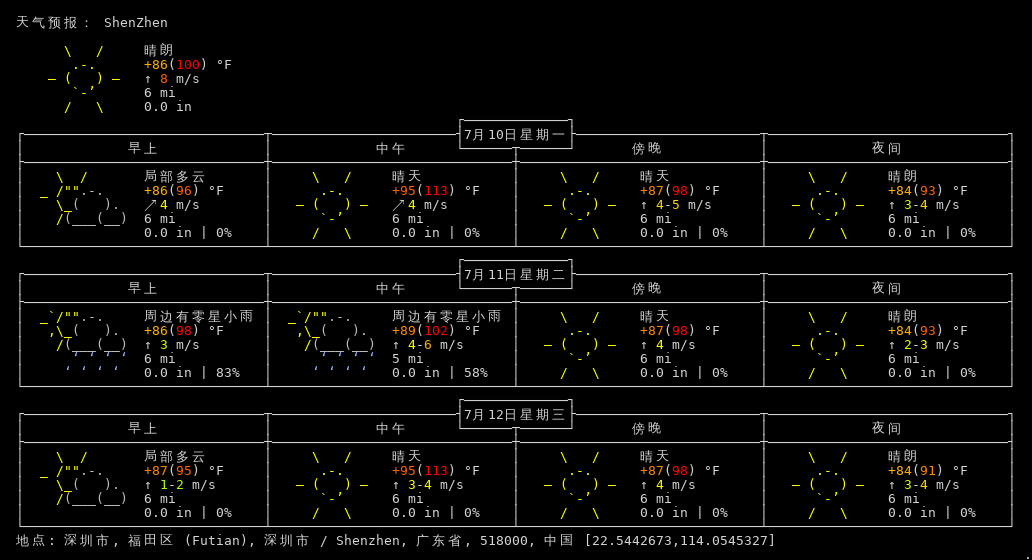 天气预报： ShenZhen
晴朗
+86(100) °F
↑ 8 m/s
6 mi
0.0 in
7月10日星期一
早上 中午 傍晚 夜间
局部多云 晴天 晴天 晴朗
+86(96) °F +95(113) °F +87(98) °F +84(93) °F
↗4 m/s ↗4 m/s ↑ 4-5 m/s ↑ 3-4 m/s
6 mi 6 mi 6 mi 6 mi
0.0 in | 0% 0.0 in | 0% 0.0 in | 0% 0.0 in | 0%
7月11日星期二
早上 中午 傍晚 夜间
周边有零星小雨 周边有零星小雨 晴天 晴朗
+86(98) °F +89(102) °F +87(98) °F +84(93) °F
↑ 3 m/s ↑ 4-6 m/s ↑ 4 m/s ↑ 2-3 m/s
6 mi 5 mi 6 mi 6 mi
0.0 in | 83% 0.0 in | 58% 0.0 in | 0% 0.0 in | 0%
7月12日星期三
早上 中午 傍晚 夜间
局部多云 晴天 晴天 晴朗
+87(95) °F +95(113) °F +87(98) °F +84(91) °F
↑ 1-2 m/s ↑ 3-4 m/s ↑ 4 m/s ↑ 3-4 m/s
6 mi 6 mi 6 mi 6 mi
0.0 in | 0% 0.0 in | 0% 0.0 in | 0% 0.0 in | 0%
地点: 深圳市, 福田区 (Futian), 深圳市 / Shenzhen, 广东省, 518000, 中国 [22.5442673,114.0545327]